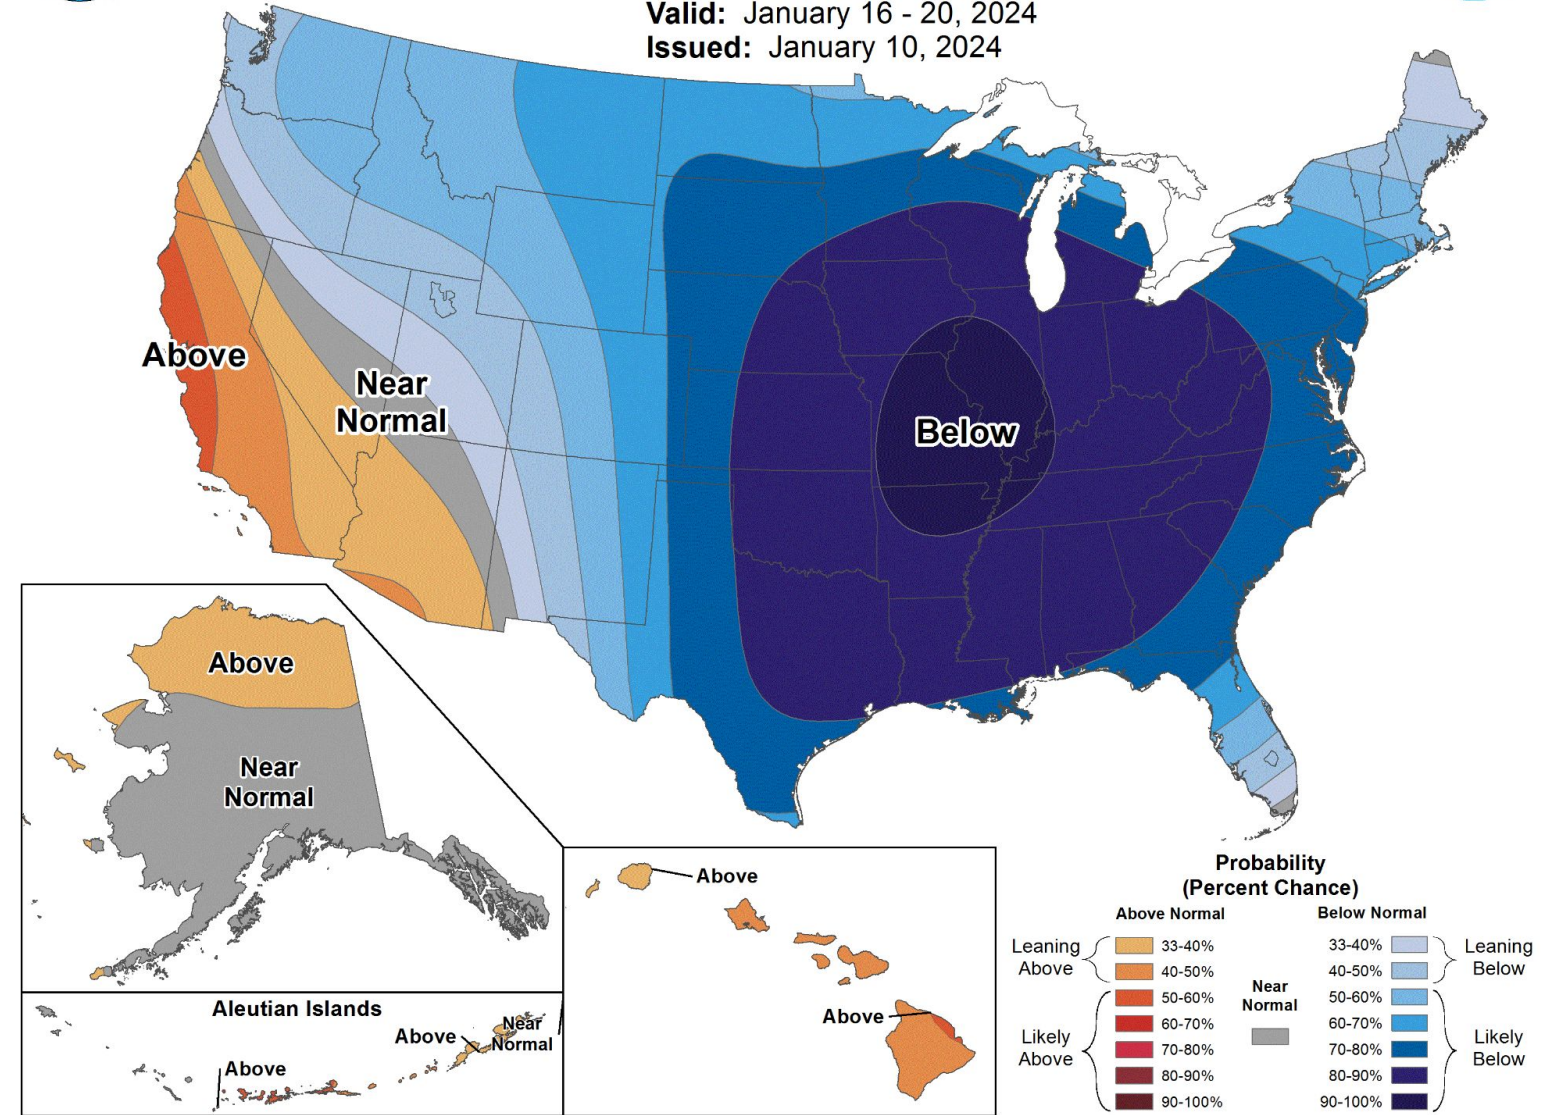 Valid: January 16 - 20, 2024
Issued: January 10, 2024
Above
Near
Normal
Below
Above
Near
Normal
Aleutian Islands
Above
Near
Normal
Above
Above
Above
Probability
(Percent Chance)
Above Normal
Below Normal
Leaning
Above
33-40%
40-50%
Likely
Above
50-60%
60-70%
70-80%
80-90%
90-100%
Near
Normal
33-40%
40-50%
Leaning
Below
50-60%
60-70%
70-80%
80-90%
90-100%
Likely
Below